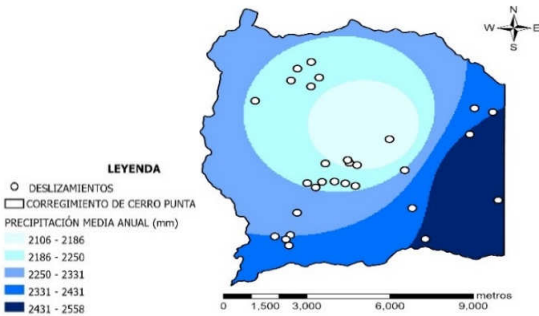 N
W E
S
LEYENDA
DESLIZAMIENTOS
CORREGIMIENTO DE CERRO PUNTA
PRECIPITACIÓN MEDIA ANUAL (mm)
2106 - 2186
2186 - 2250
2250 - 2331
2331 - 2431
2431 - 2558
metros
0 1,500 3,000 6,000 9,000